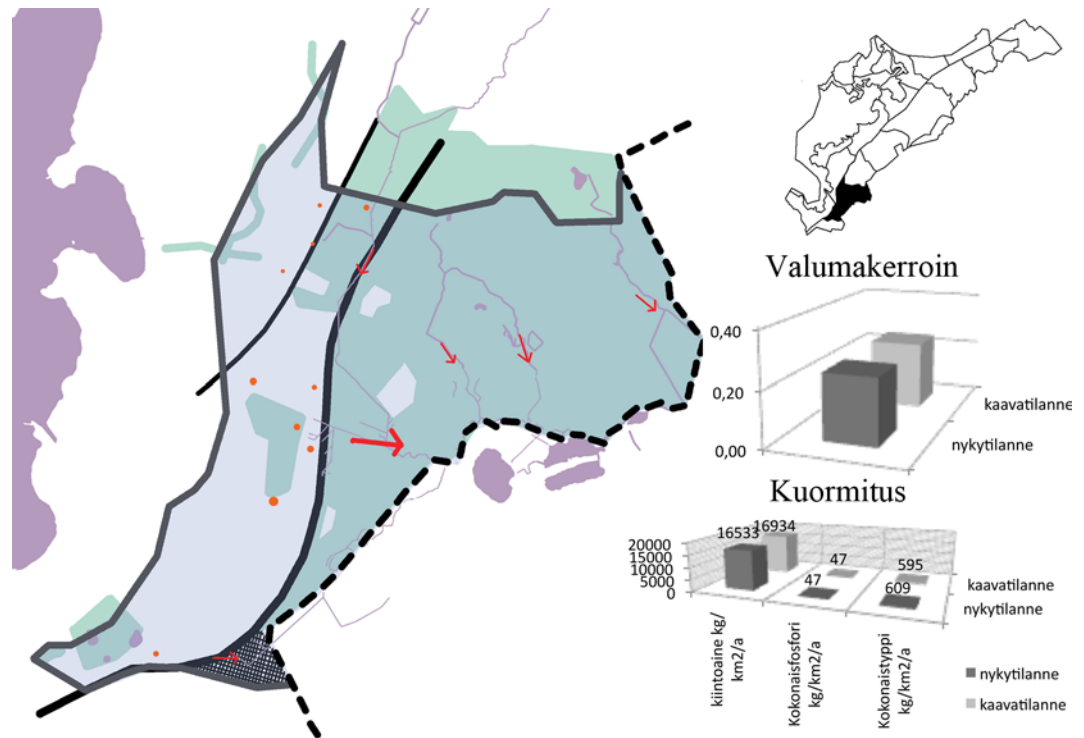 Valumakerroin
0,40
0,20
0,00
kaavatilanne
nykytilanne
Kuormitus
20000
15000
10000
5000
0
16533
16934
47
47
595
609
kaavatilanne
nykytilanne
kiintoaine kg/
km2/a
Kokonaisfosfori
kg/km2/a
Kokonaistyppi
kg/km2/a
nykytilanne
kaavatilanne